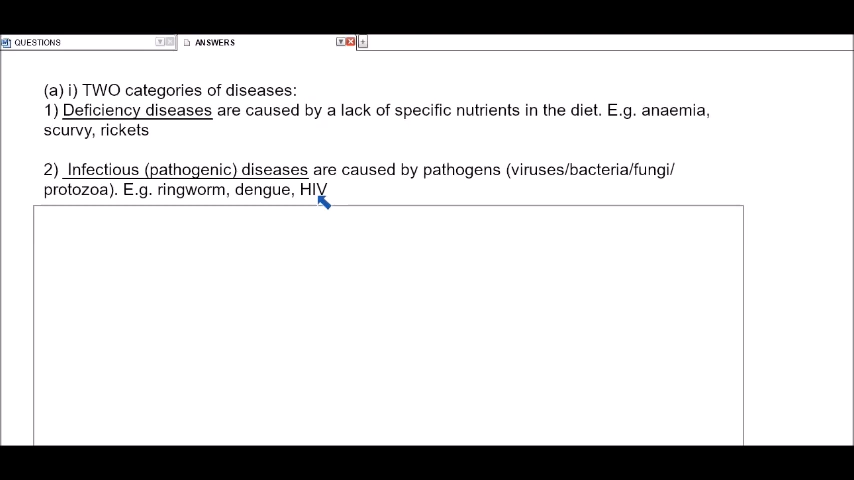 QUESTIONS
ANSWERS
(a) i) TWO categories of diseases:
1) Deficiency diseases are caused by a lack of specific nutrients in the diet. E.g. anaemia,
scurvy, rickets
2) Infectious (pathogenic) diseases are caused by pathogens (viruses/bacteria/fungi/
protozoa). E.g. ringworm, dengue, HIV